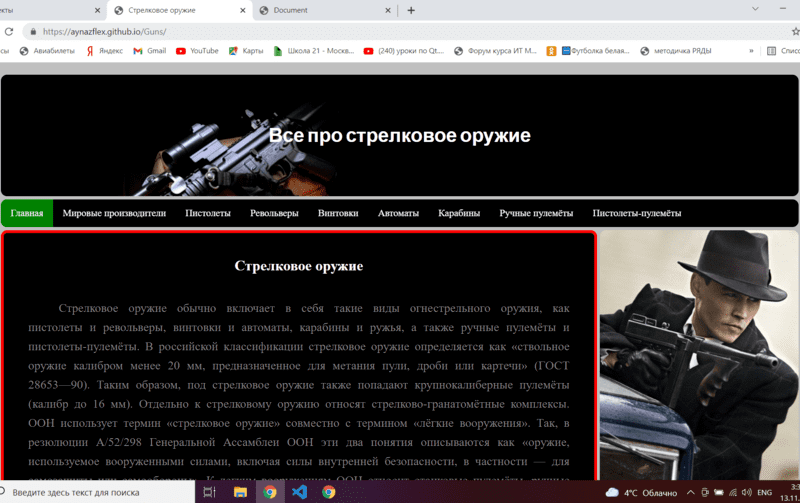 екты
Стрелковое оружие
Document
https://aynazflex.github.io/Guns/
сы Авиабилеты Яндекс Gmail YouTube Карты Школа 21 - Москв... (240) уроки по Qt.... Форум курса ИТ М... Футболка белая... методичка РЯДЫ » Списо
Все про стрелковое оружие
Главная Мировые производители Пистолеты Револьверы Винтовки Автоматы Карабины Ручные пулемёты Пистолеты-пулемёты
Стрелковое оружие
Стрелковое оружие обычно включает в себя такие виды огнестрельного оружия, как
пистолеты и револьверы, винтовки и автоматы, карабины и ружья, а также ручные пулемёты и
пистолеты-пулемёты. В российской классификации стрелковое оружие определяется как «ствольное
оружие калибром менее 20 мм, предназначенное для метания пули, дроби или картечи» (ГОСТ
28653—90). Таким образом, под стрелковое оружие также попадают крупнокалиберные пулемёты
(калибр до 16 мм). Отдельно к стрелковому оружию относят стрелково-гранатомётные комплексы.
ООН использует термин «стрелковое оружие» совместно с термином «лёгкие вооружения». Так, в
резолюции A/52/298 Генеральной Ассамблеи ООН эти два понятия описываются как «оружие,
используемое вооруженными силами, включая силы внутренней безопасности, в частности — для
Введите здесь текст для поиска
4°C Облачно
ENG
3:3
13.11